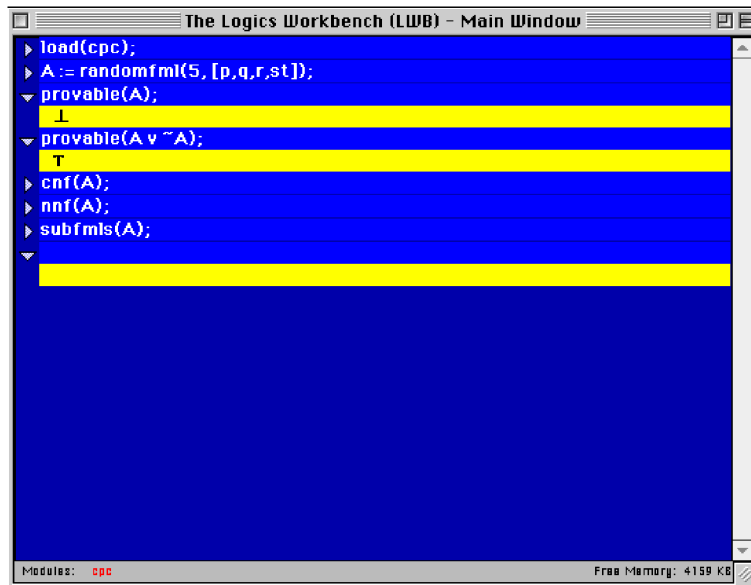 The Logics Workbench (LWB) - Main Window
load(cpc);
A := randomfml(5, [p,q,r,st]);
provable(A);
⊥
provable(A v ~A);
⊤
cnf(A);
nnf(A);
subfmls(A);
Modules: cpc Free Memory: 4159 KB